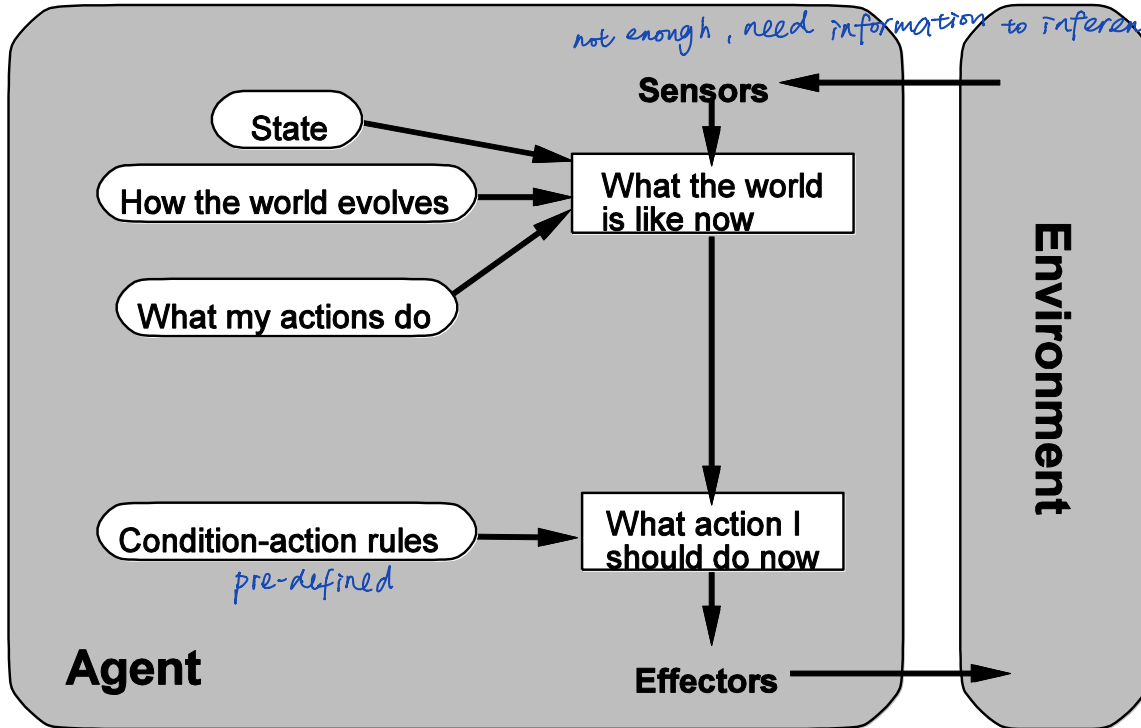 not enough, need information to inferen
Sensors
State
What the world
is like now
How the world evolves
What my actions do
Environment
Condition-action rules
pre-defined
What action I
should do now
Agent
Effectors